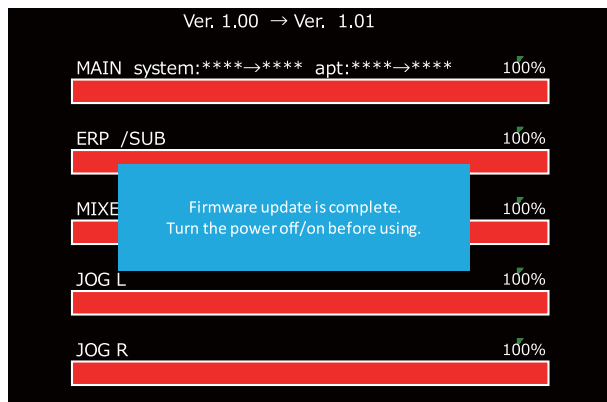 Ver. 1.00 → Ver. 1.01
MAIN system:****→**** apt:****→**** 100%
ERP /SUB 100%
Firmware update is complete.
Turn the power off/on before using.
MIXE 100%
JOG L 100%
JOG R 100%